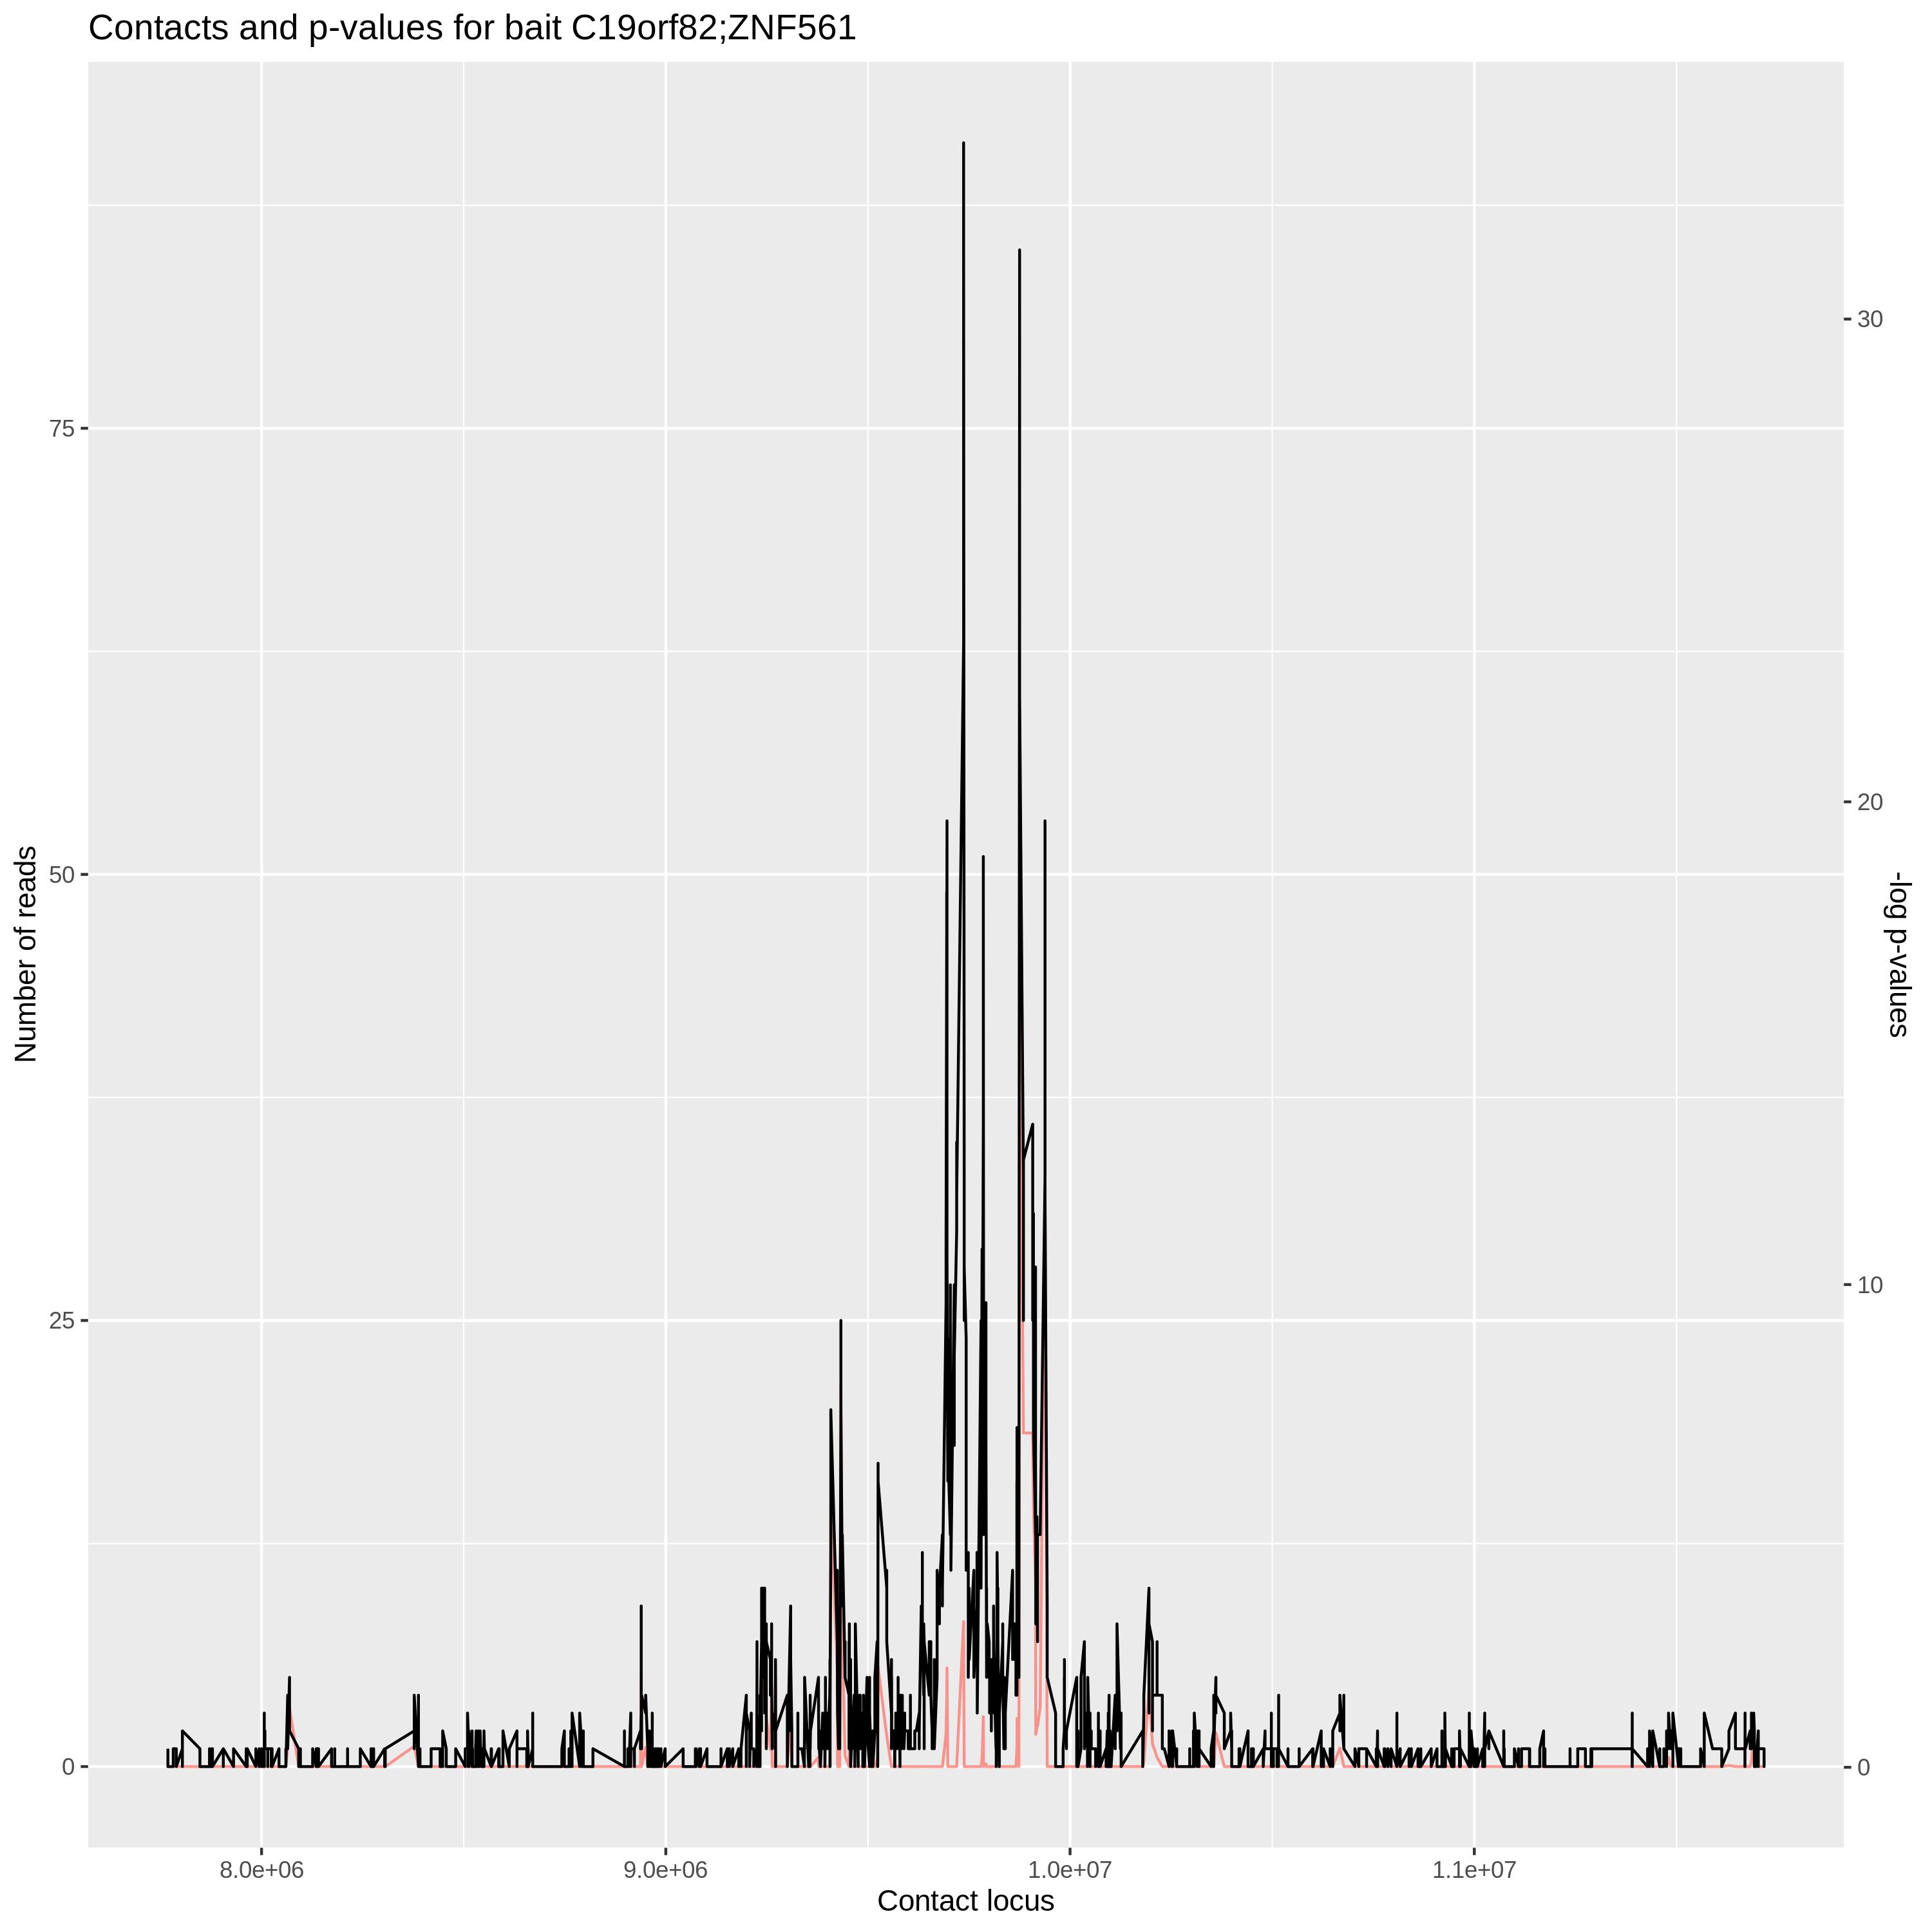 Contacts and p-values for bait C19orf82;ZNF561
Number of reads
75
50
25
0
30
20
10
0
-log p-values
8.0e+06
9.0e+06
1.0e+07
1.1e+07
Contact locus